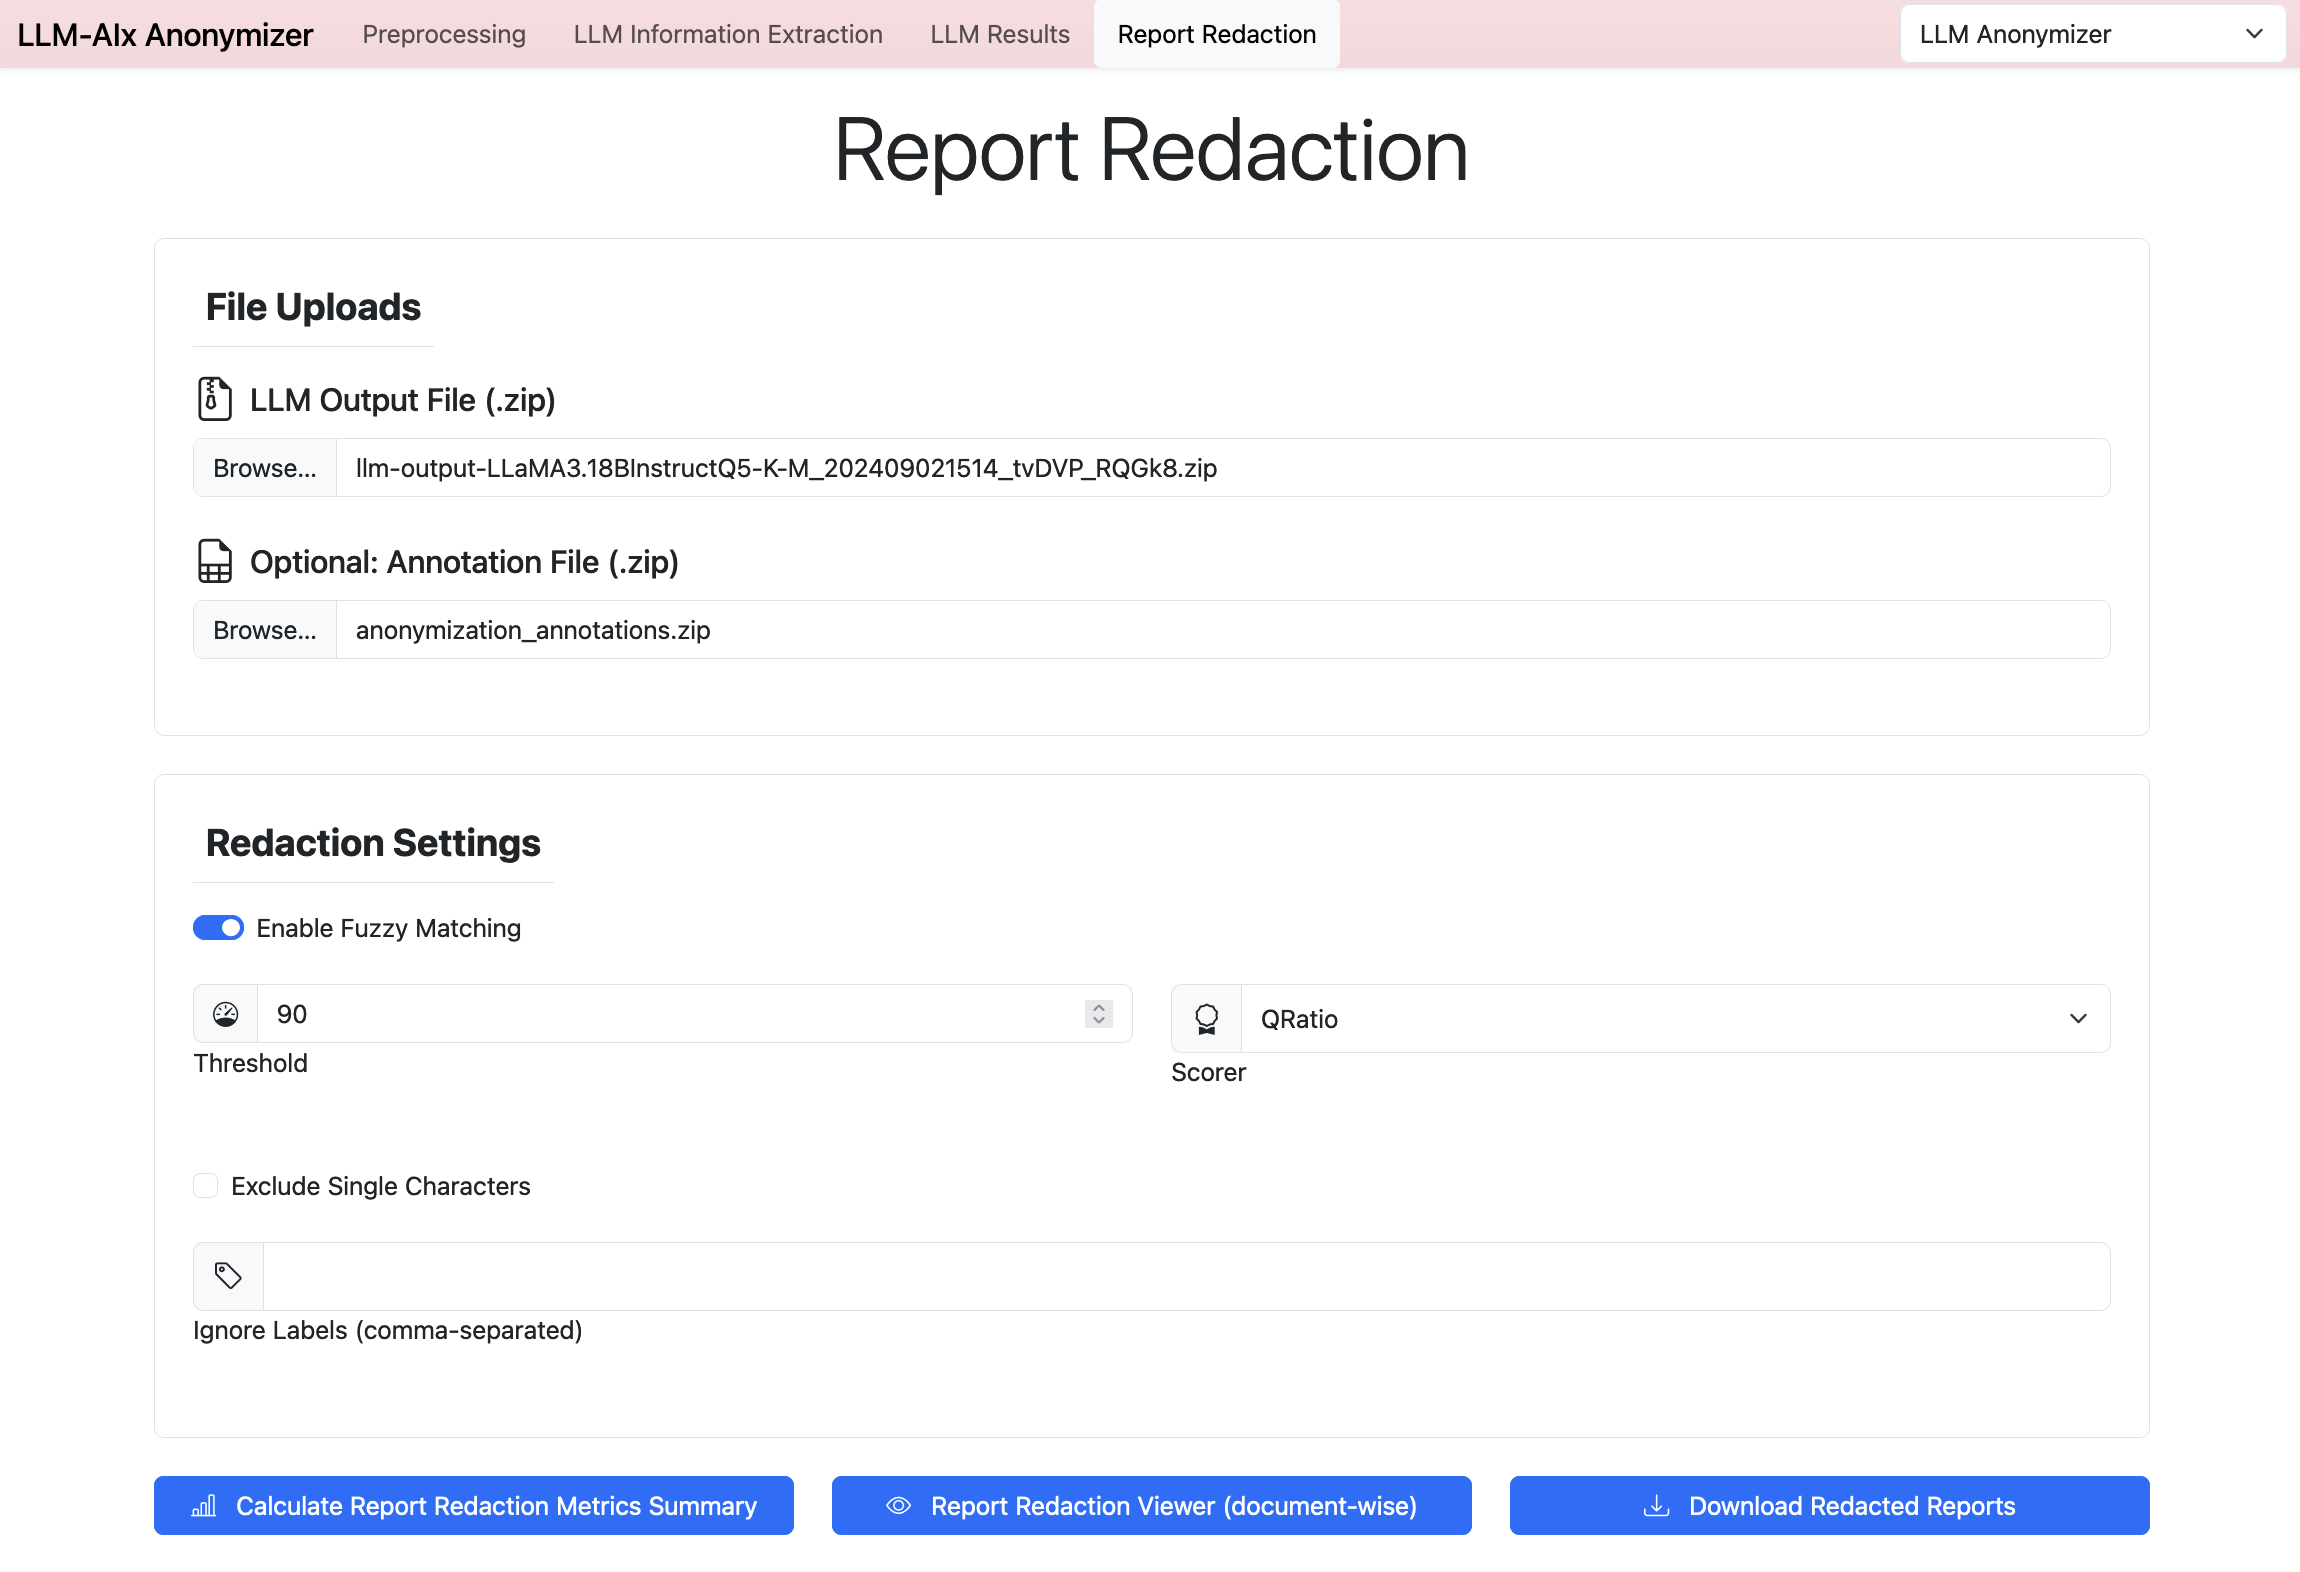 LLM-AIx Anonymizer Preprocessing LLM Information Extraction LLM Results Report Redaction LLM Anonymizer
Report Redaction
File Uploads
LLM Output File (.zip)
Browse... llm-output-LLaMA3.18BInstructQ5-K-M_202409021514_tvDVP_RQGk8.zip
Optional: Annotation File (.zip)
Browse... anonymization_annotations.zip
Redaction Settings
Enable Fuzzy Matching
90 QRatio
Threshold Scorer
Exclude Single Characters
Ignore Labels (comma-separated)
Calculate Report Redaction Metrics Summary Report Redaction Viewer (document-wise) Download Redacted Reports